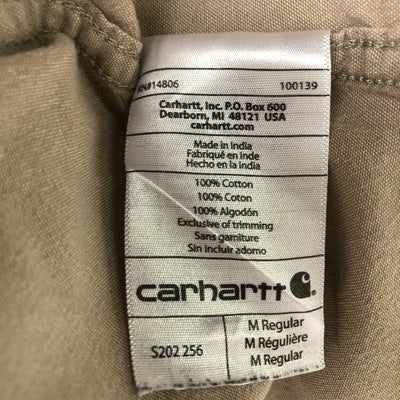 RN#14806 100139
Carhartt, Inc. P.O. Box 600
Dearborn, MI 48121 USA
carhartt.com
Made in India
Fabriqué en Inde
Hecho en la India
100% Cotton
100% Coton
100% Algodón
Exclusive of trimming
Sans garniture
Sin incluir adorno
carhartt
S202 256
M Regular
M Régulière
M Regular